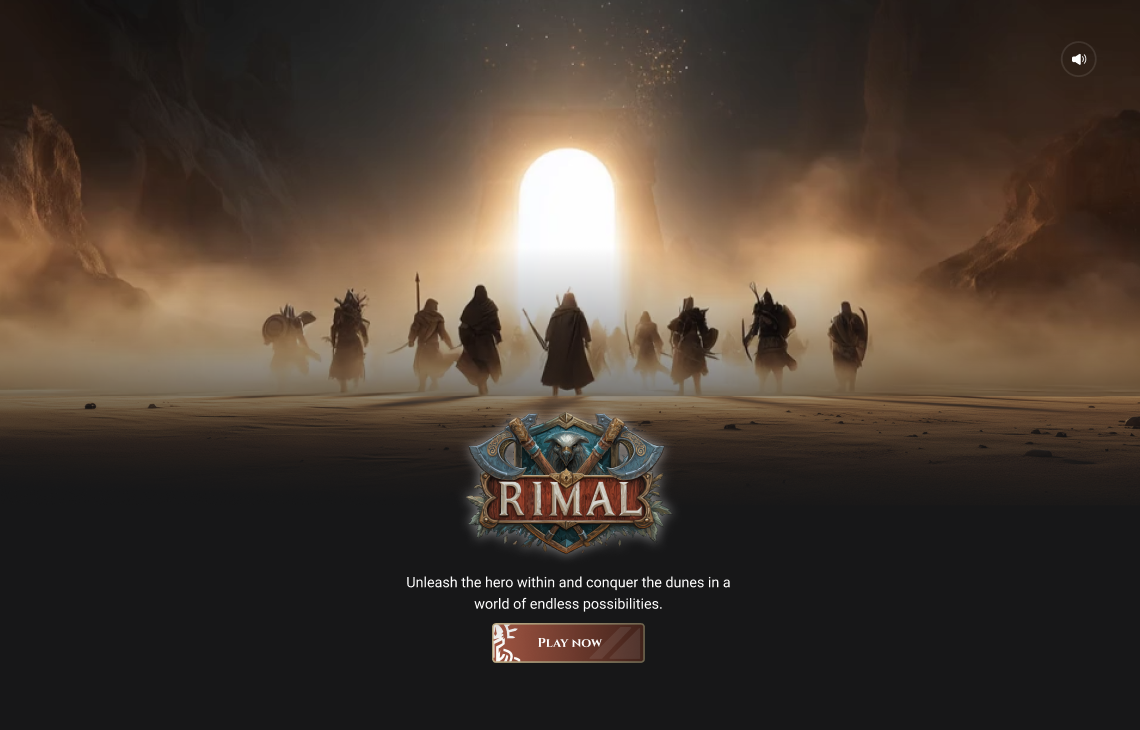 RIMAL
Unleash the hero within and conquer the dunes in a
world of endless possibilities.
Play now